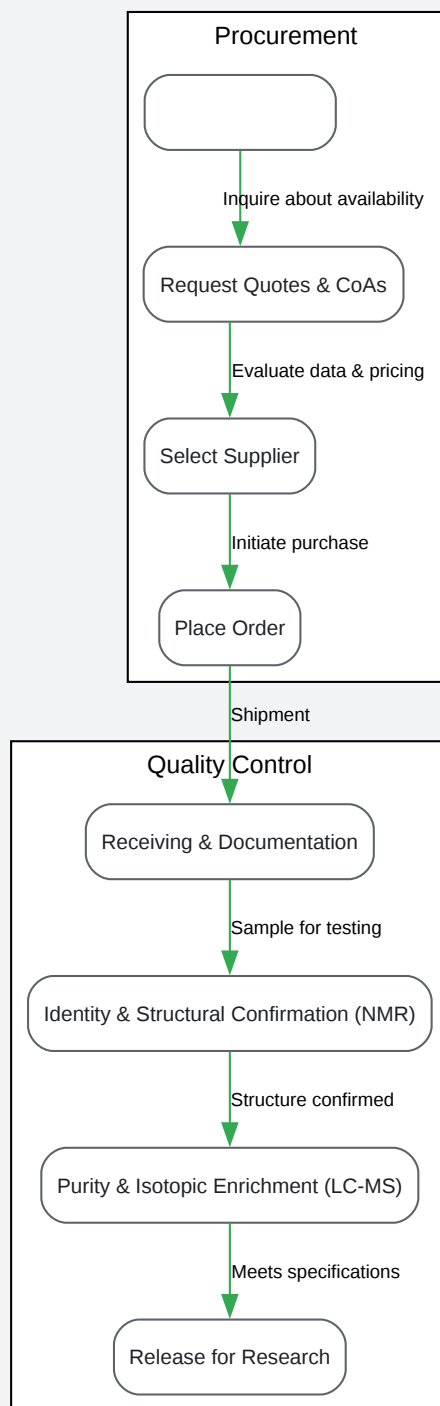 Procurement
Inquire about availability
Request Quotes & CoAs
Evaluate data & pricing
Select Supplier
Initiate purchase
Place Order
Shipment
Quality Control
Receiving & Documentation
Sample for testing
Identity & Structural Confirmation (NMR)
Structure confirmed
Purity & Isotopic Enrichment (LC-MS)
Meets specifications
Release for Research